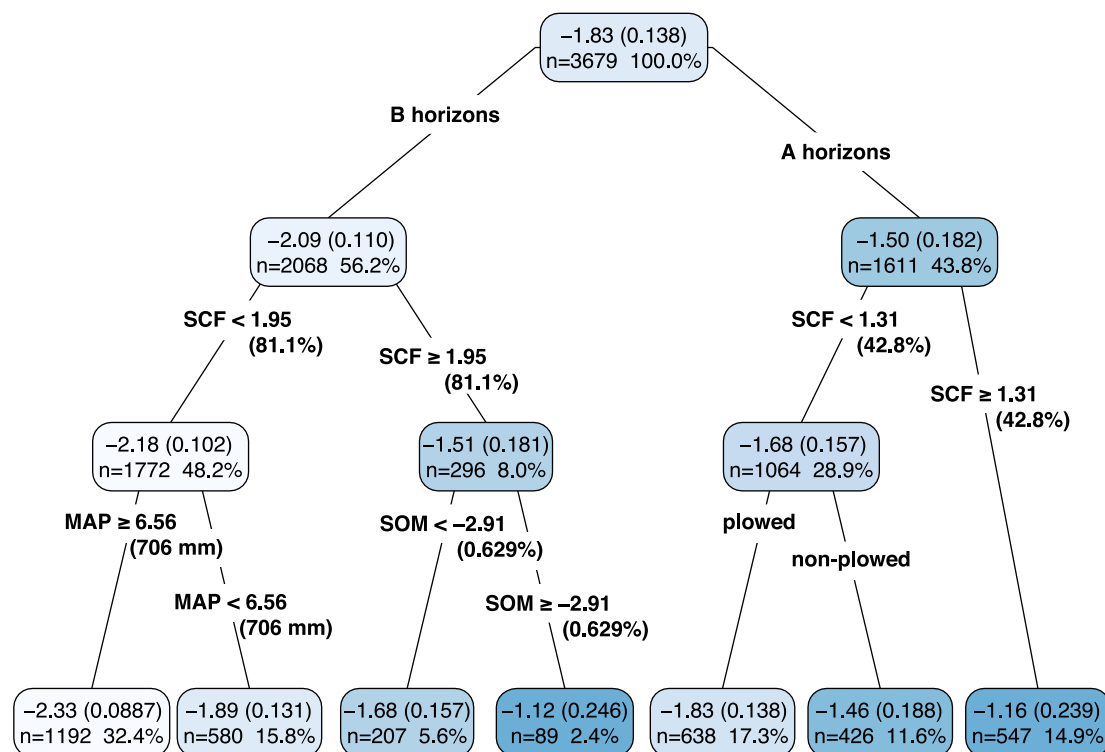 −1.83 (0.138)
n=3679 100.0%
B horizons
A horizons
−2.09 (0.110)
n=2068 56.2%
−1.50 (0.182)
n=1611 43.8%
SCF < 1.95
(81.1%)
SCF ≥ 1.95
(81.1%)
SCF < 1.31
(42.8%)
SCF ≥ 1.31
(42.8%)
−2.18 (0.102)
n=1772 48.2%
−1.51 (0.181)
n=296 8.0%
−1.68 (0.157)
n=1064 28.9%
MAP ≥ 6.56
(706 mm)
MAP < 6.56
(706 mm)
SOM < −2.91
(0.629%)
SOM ≥ −2.91
(0.629%)
plowed
non-plowed
−2.33 (0.0887)
n=1192 32.4%
−1.89 (0.131)
n=580 15.8%
−1.68 (0.157)
n=207 5.6%
−1.12 (0.246)
n=89 2.4%
−1.83 (0.138)
n=638 17.3%
−1.46 (0.188)
n=426 11.6%
−1.16 (0.239)
n=547 14.9%